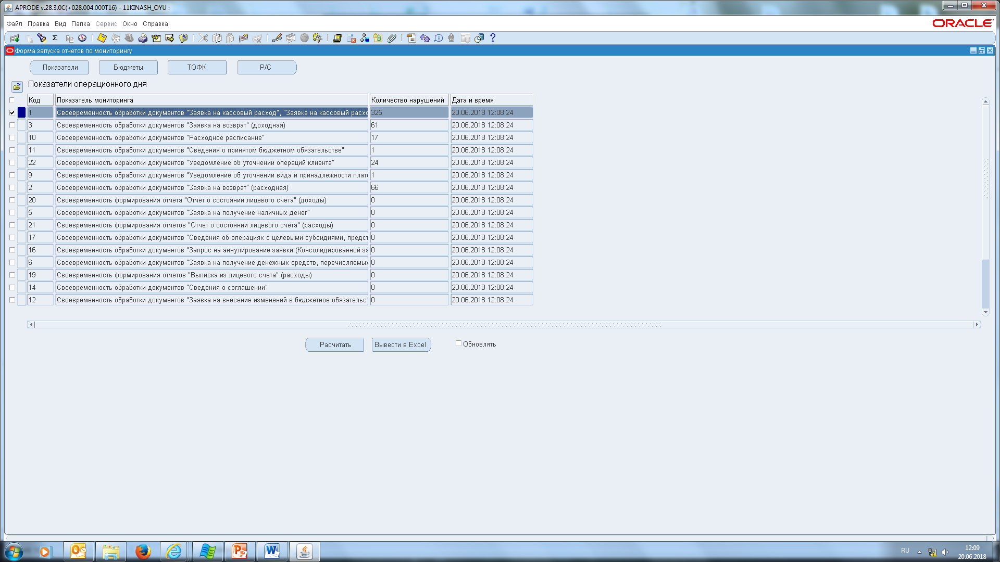 APRODE v.28.3.0C(+028.004.000T16) - 11KINASH_OYU :
Файл Правка Вид Папка Сервис Окно Справка
ORACLE
Форма запуска отчетов по мониторингу
Показатели Бюджеты ТОФК Р/С
Показатели операционного дня
Код Показатель мониторинга Количество нарушений Дата и время
1 Своевременность обработки документов "Заявка на кассовый расход", "Заявка на кассовый расхо 325 20.06.2018 12:08:24
3 Своевременность обработки документов "Заявка на возврат" (доходная) 61 20.06.2018 12:08:24
10 Своевременность обработки документов "Расходное расписание" 17 20.06.2018 12:08:24
11 Своевременность обработки документов "Сведения о принятом бюджетном обязательстве" 1 20.06.2018 12:08:24
22 Своевременность обработки документов "Уведомление об уточнении операций клиента" 24 20.06.2018 12:08:24
9 Своевременность обработки документов "Уведомление об уточнении вида и принадлежности плат 1 20.06.2018 12:08:24
2 Своевременность обработки документов "Заявка на возврат" (расходная) 66 20.06.2018 12:08:24
20 Своевременность формирования отчета "Отчет о состоянии лицевого счета" (доходы) 0 20.06.2018 12:08:24
5 Своевременность обработки документов "Заявка на получение наличных денег" 0 20.06.2018 12:08:24
21 Своевременность формирования отчетов "Отчет о состоянии лицевого счета" (расходы) 0 20.06.2018 12:08:24
17 Своевременность обработки документов "Сведения об операциях с целевыми субсидиями, предст 0 20.06.2018 12:08:24
16 Своевременность обработки документов "Запрос на аннулирование заявки (Консолидированной за 0 20.06.2018 12:08:24
6 Своевременность обработки документов "Заявка на получение денежных средств, перечисляемых 0 20.06.2018 12:08:24
19 Своевременность формирования отчетов "Выписка из лицевого счета" (расходы) 0 20.06.2018 12:08:24
14 Своевременность обработки документов "Сведения о соглашении" 0 20.06.2018 12:08:24
12 Своевременность обработки документов "Заявка на внесение изменений в бюджетное обязательст 0 20.06.2018 12:08:24
Расчитать Вывести в Excel Обновлять
RU 12:09
20.06.2018